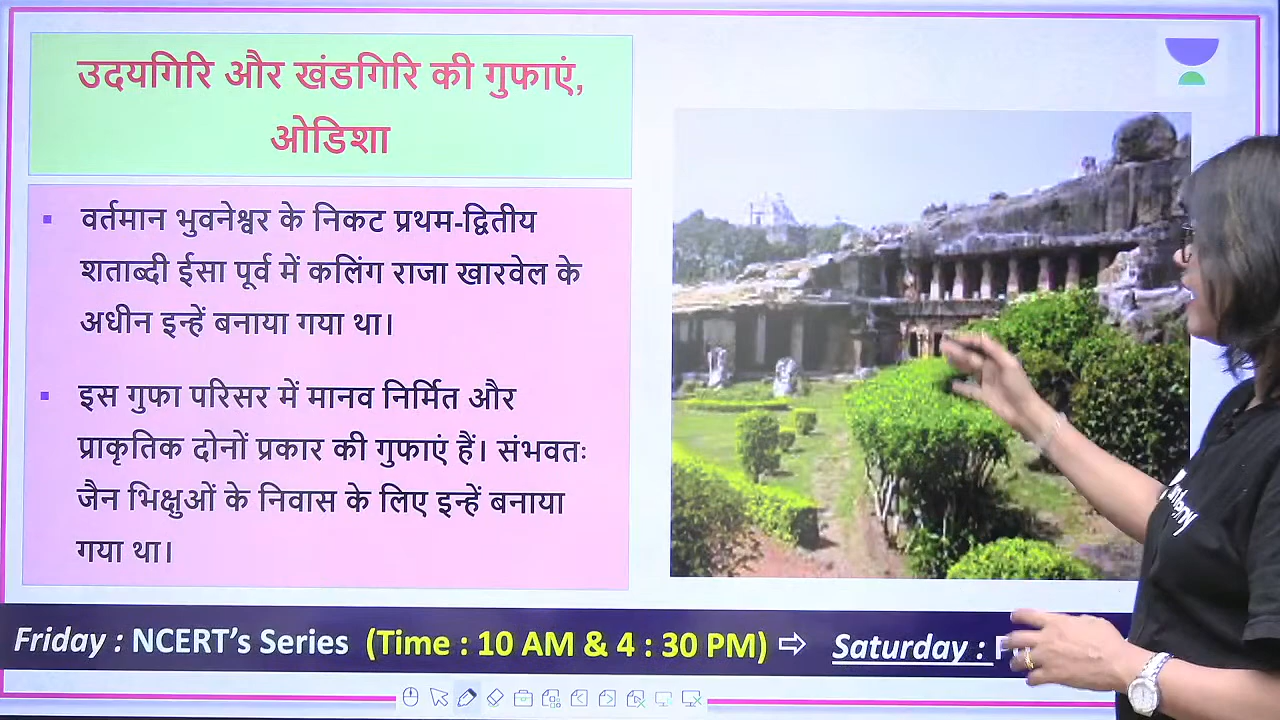 उदयगिरि और खंडगिरि की गुफाएं,
ओडिशा
▪ वर्तमान भुवनेश्वर के निकट प्रथम-द्वितीय
शताब्दी ईसा पूर्व में कलिंग राजा खारवेल के
अधीन इन्हें बनाया गया था।
▪ इस गुफा परिसर में मानव निर्मित और
प्राकृतिक दोनों प्रकार की गुफाएं हैं। संभवतः
जैन भिक्षुओं के निवास के लिए इन्हें बनाया
गया था।
Friday : NCERT's Series (Time : 10 AM & 4 : 30 PM) ⇨ Saturday :